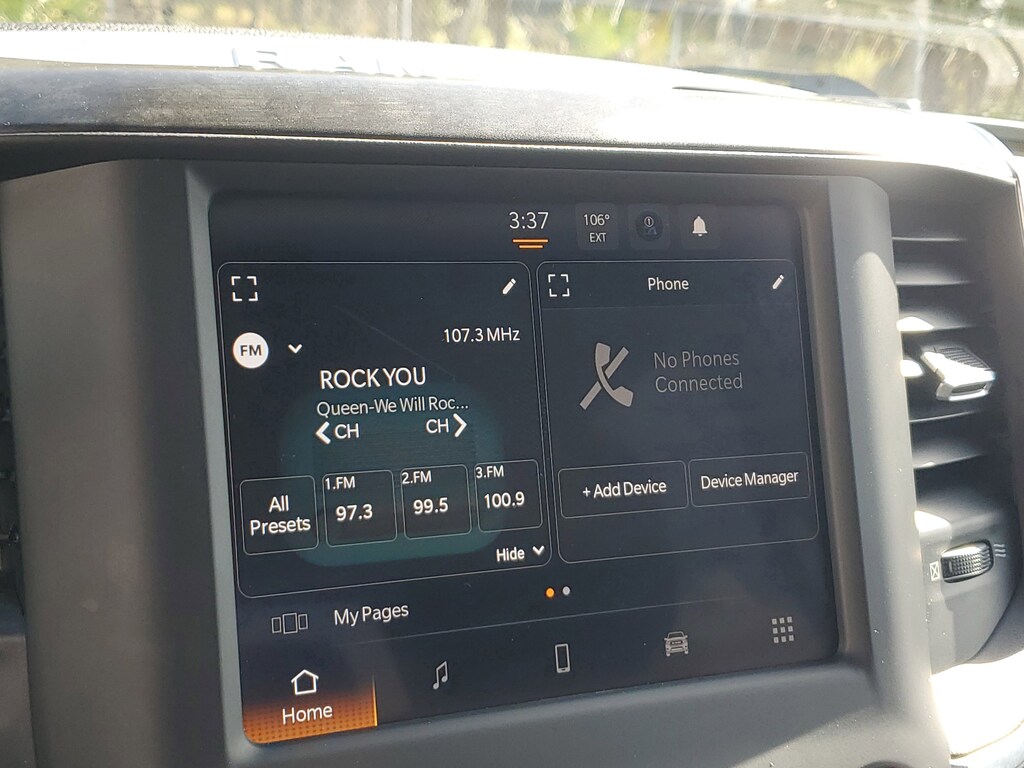 3:37
106°
EXT
Phone
107.3 MHz
FM
ROCK YOU
Queen-We Will Roc...
CH
CH
No Phones
Connected
All
Presets
1.FM
97.3
2.FM
99.5
3.FM
100.9
+ Add Device
Device Manager
Hide
My Pages
Home